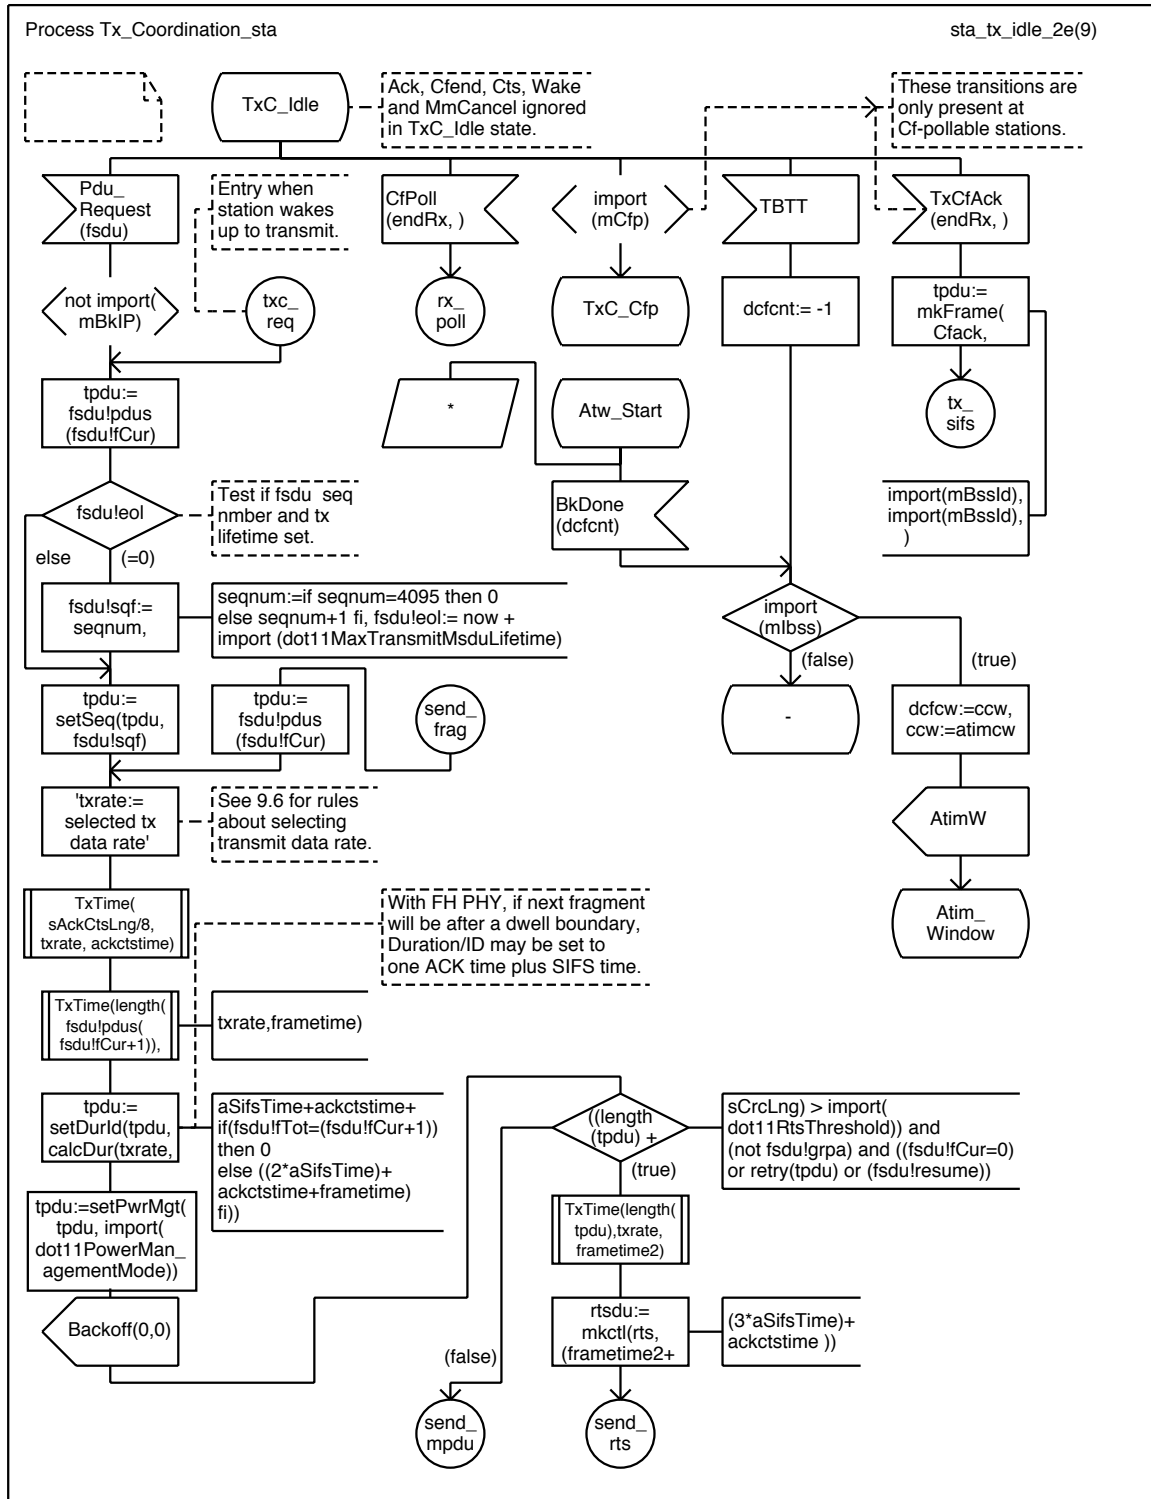 Process Tx_Coordination_sta
sta_tx_idle_2e(9)
TxC_Idle
Ack, Cfend, Cts, Wake
and MmCancel ignored
in TxC_Idle state.
These transitions are
only present at
Cf-pollable stations.
Pdu_
Request
(fsdu)
Entry when
station wakes
up to transmit.
CfPoll
(endRx, )
import
(mCfp)
TBTT
TxCfAck
(endRx, )
not import(
mBkIP)
txc_
req
rx_
poll
TxC_Cfp
dcfcnt:= -1
tpdu:=
mkFrame(
Cfack,
tpdu:=
fsdu!pdus
(fsdu!fCur)
*
Atw_Start
tx_
sifs
fsdu!eol
Test if fsdu seq
nmber and tx
lifetime set.
BkDone
(dcfcnt)
import(mBssId),
import(mBssId),
)
else
(=0)
fsdu!sqf:=
seqnum,
seqnum:=if seqnum=4095 then 0
else seqnum+1 fi, fsdu!eol:= now +
import (dot11MaxTransmitMsduLifetime)
import
(mIbss)
(false)
(true)
tpdu:=
setSeq(tpdu,
fsdu!sqf)
tpdu:=
fsdu!pdus
(fsdu!fCur)
send_
frag
-
dcfcw:=ccw,
ccw:=atimcw
'txrate:=
selected tx
data rate'
See 9.6 for rules
about selecting
transmit data rate.
AtimW
TxTime(
sAckCtsLng/8,
txrate, ackctstime)
With FH PHY, if next fragment
will be after a dwell boundary,
Duration/ID may be set to
one ACK time plus SIFS time.
Atim_
Window
TxTime(length(
fsdu!pdus(
fsdu!fCur+1)),
txrate,frametime)
tpdu:=
setDurId(tpdu,
calcDur(txrate,
aSifsTime+ackctstime+
if(fsdu!fTot=(fsdu!fCur+1))
then 0
else ((2*aSifsTime)+
ackctstime+frametime)
fi))
((length
(tpdu) +
sCrcLng) > import(
dot11RtsThreshold)) and
(not fsdu!grpa) and ((fsdu!fCur=0)
or retry(tpdu) or (fsdu!resume))
(true)
tpdu:=setPwrMgt(
tpdu, import(
dot11PowerMan_
agementMode))
TxTime(length(
tpdu),txrate,
frametime2)
Backoff(0,0)
rtsdu:=
mkctl(rts,
(frametime2+
(3*aSifsTime)+
ackctstime ))
(false)
send_
mpdu
send_
rts